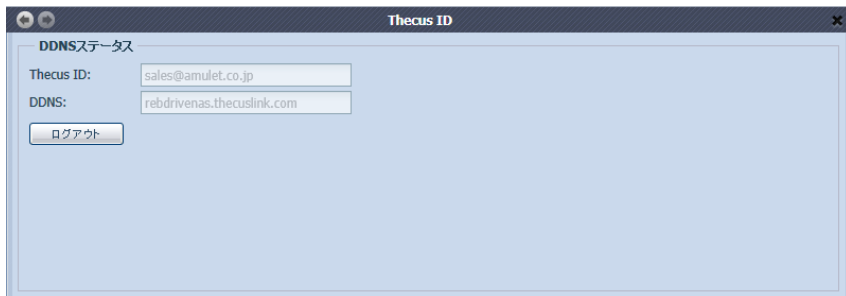 Thecus ID
DDNSステータス
Thecus ID: sales@amulet.co.jp
DDNS: rebdrivenas.thecuslink.com
ログアウト